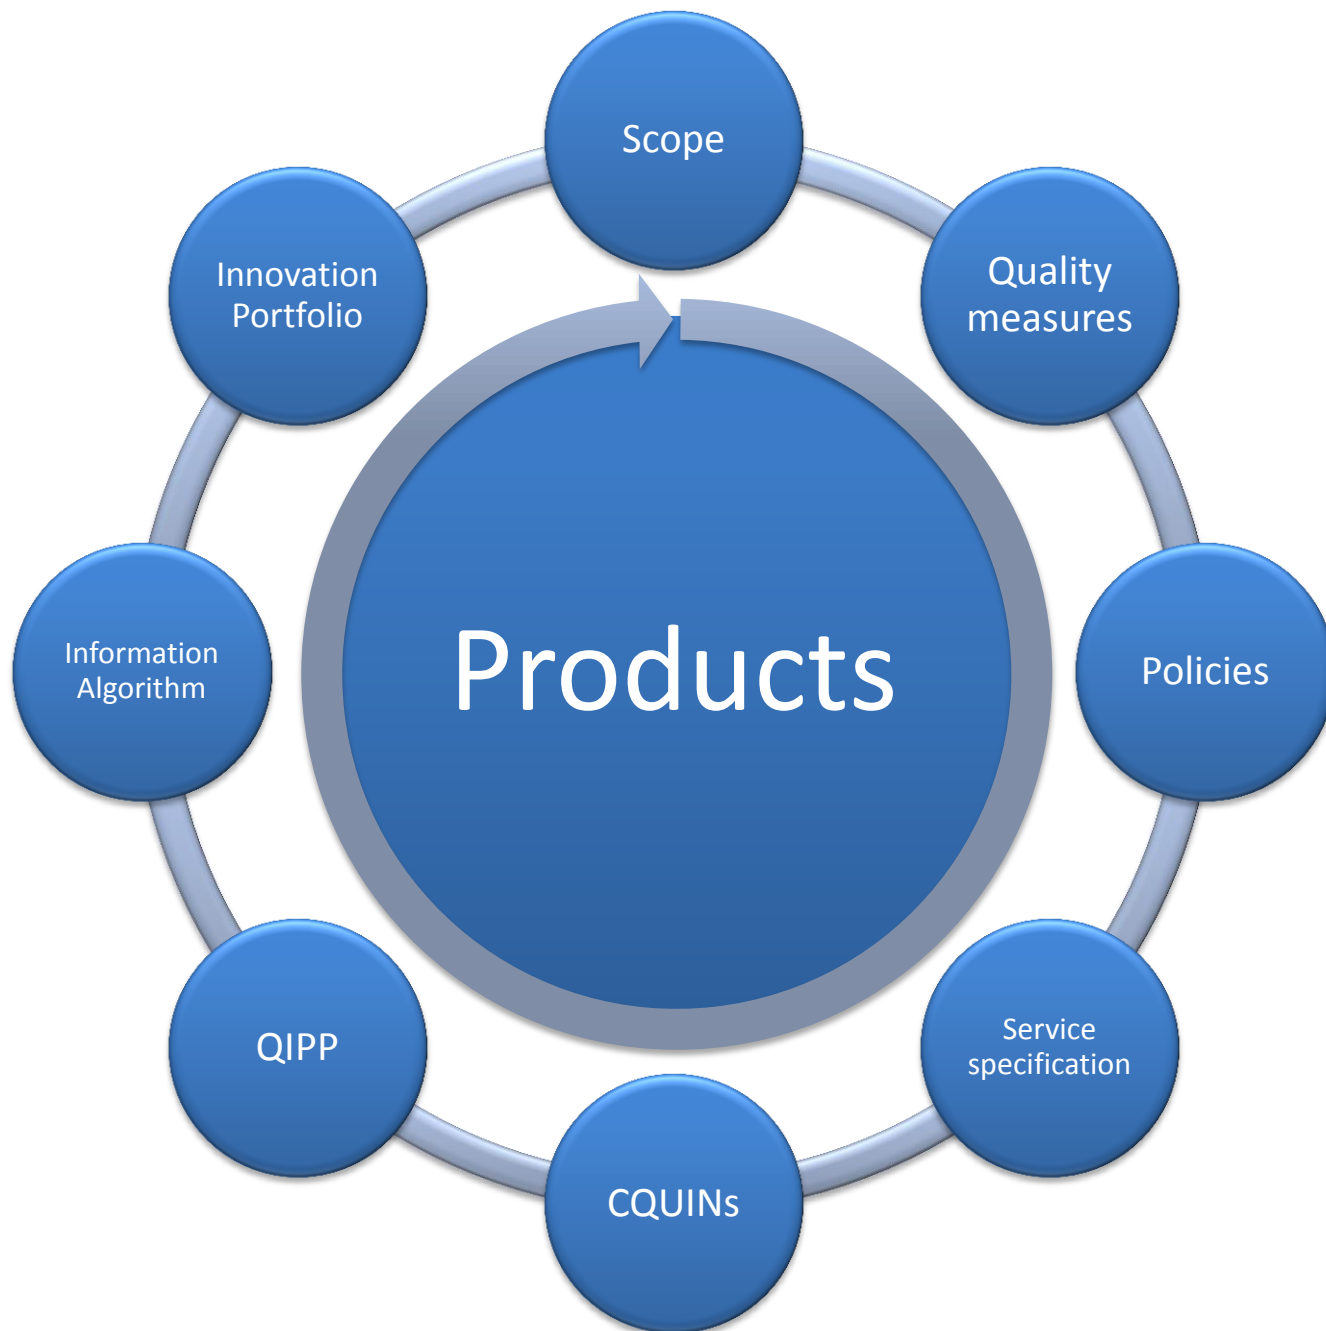 Scope
Quality
measures
Policies
Service
specification
CQUINs
QIPP
Information
Algorithm
Innovation
Portfolio
Products